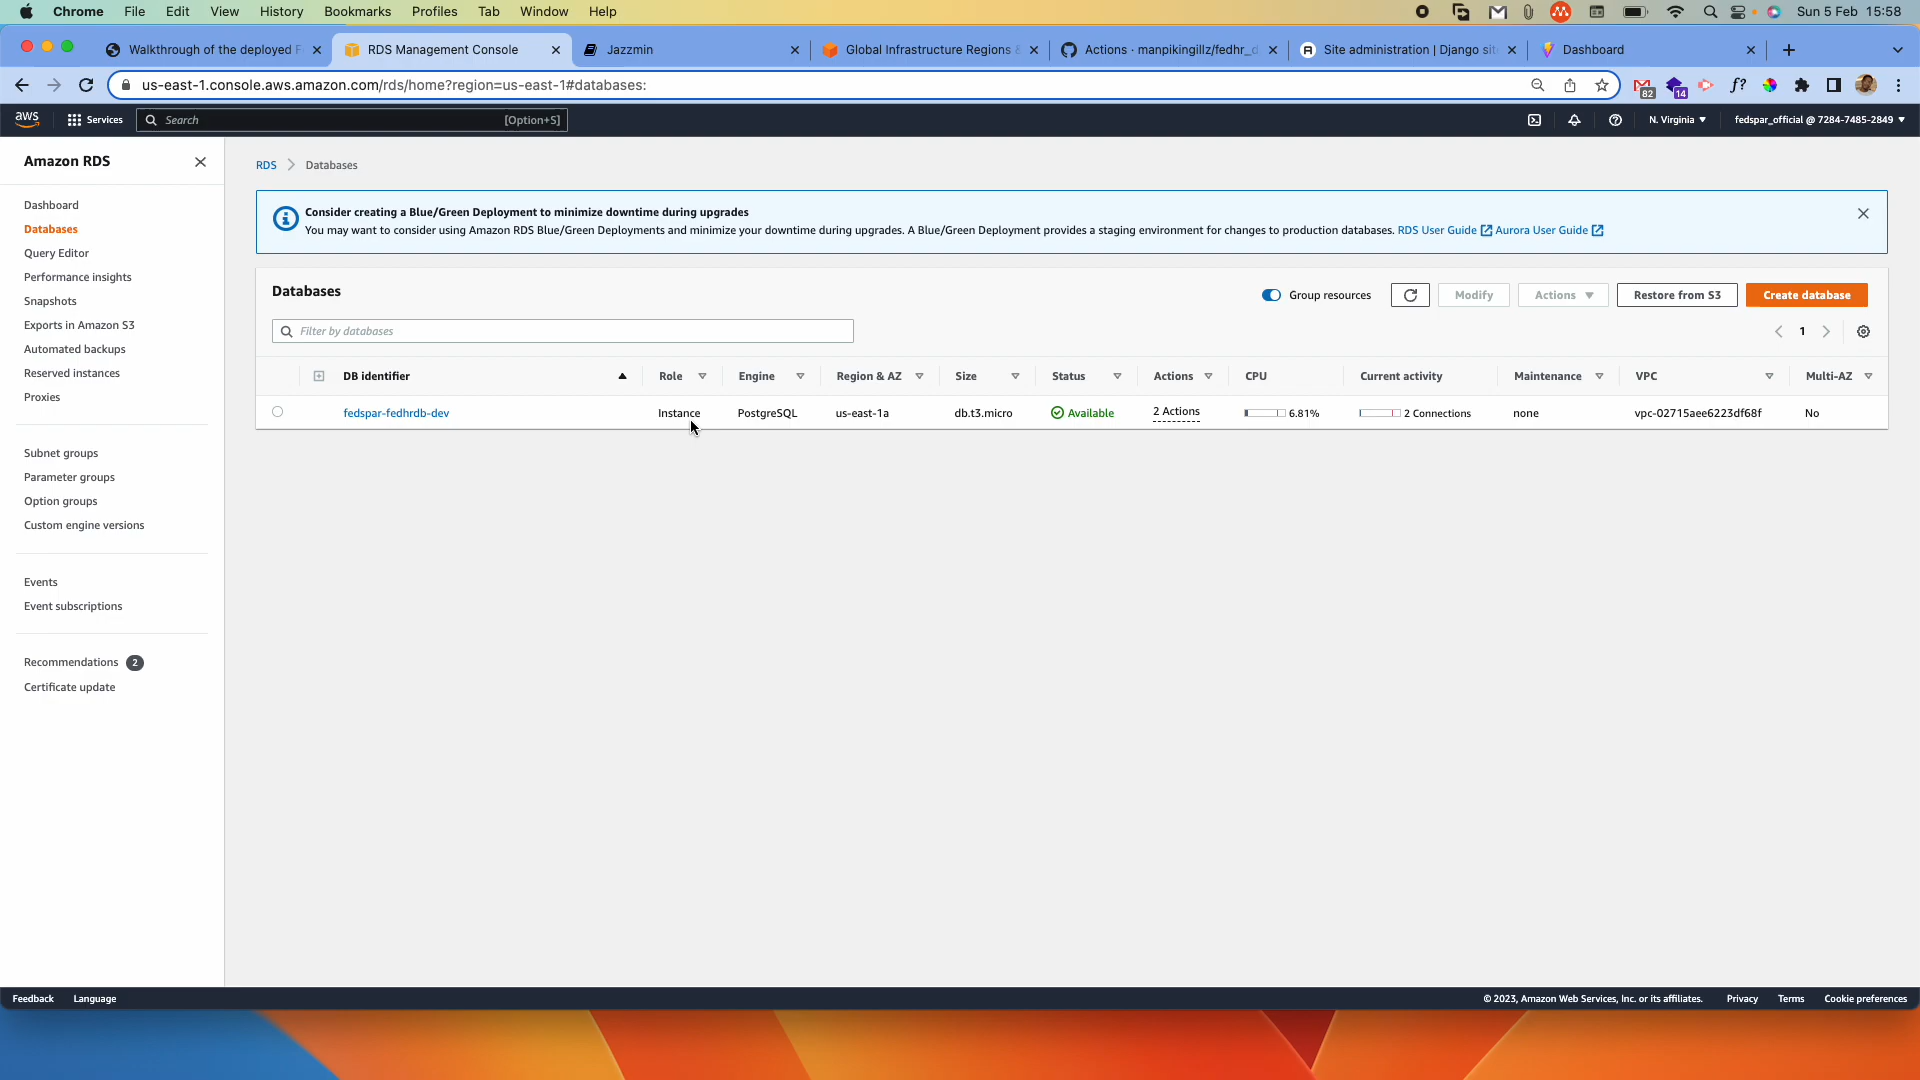 Chrome File Edit View History Bookmarks Profiles Tab Window Help Sun 5 Feb 15:58
Walkthrough of the deployed F RDS Management Console Jazzmin Global Infrastructure Regions & Actions · manpikingillz/fedhr_d Site administration | Django sit Dashboard
us-east-1.console.aws.amazon.com/rds/home?region=us-east-1#databases: 82 14 f?
aws Services Search [Option+S] N. Virginia fedspar_official @ 7284-7485-2849
Amazon RDS
Dashboard
Databases
Query Editor
Performance insights
Snapshots
Exports in Amazon S3
Automated backups
Reserved instances
Proxies
Subnet groups
Parameter groups
Option groups
Custom engine versions
Events
Event subscriptions
Recommendations 2
Certificate update
RDS Databases
Consider creating a Blue/Green Deployment to minimize downtime during upgrades
You may want to consider using Amazon RDS Blue/Green Deployments and minimize your downtime during upgrades. A Blue/Green Deployment provides a staging environment for changes to production databases. RDS User Guide Aurora User Guide
Databases Group resources Modify Actions Restore from S3 Create database
Filter by databases 1
DB identifier Role Engine Region & AZ Size Status Actions CPU Current activity Maintenance VPC Multi-AZ
fedspar-fedhrdb-dev Instance PostgreSQL us-east-1a db.t3.micro Available 2 Actions 6.81% 2 Connections none vpc-02715aee6223df68f No
Feedback Language © 2023, Amazon Web Services, Inc. or its affiliates. Privacy Terms Cookie preferences